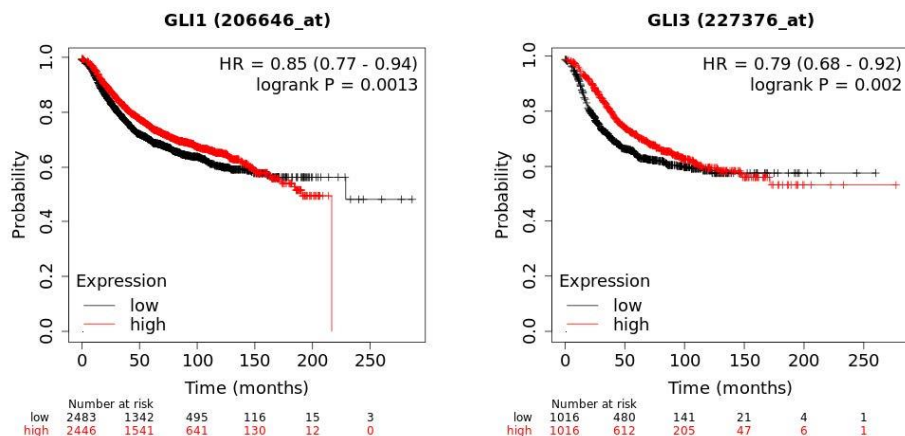 GLI1 (206646_at)
HR = 0.85 (0.77 - 0.94)
logrank P = 0.0013
Probability
1.0
0.8
0.6
0.4
0.2
0.0
Expression
low
high
0 50 100 150 200 250
Time (months)
Number at risk
low 2483 1342 495 116 15 3
high 2446 1541 641 130 12 0
GLI3 (227376_at)
HR = 0.79 (0.68 - 0.92)
logrank P = 0.002
Probability
1.0
0.8
0.6
0.4
0.2
0.0
Expression
low
high
0 50 100 150 200 250
Time (months)
Number at risk
low 1016 480 141 21 4 1
high 1016 612 205 47 6 1